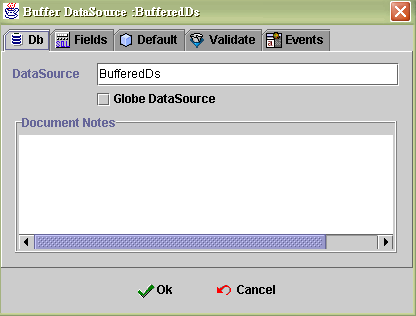 Buffer DataSource :BufferedDs
Db Fields Default Validate Events
DataSource BufferedDs
Globe DataSource
Document Notes
Ok Cancel